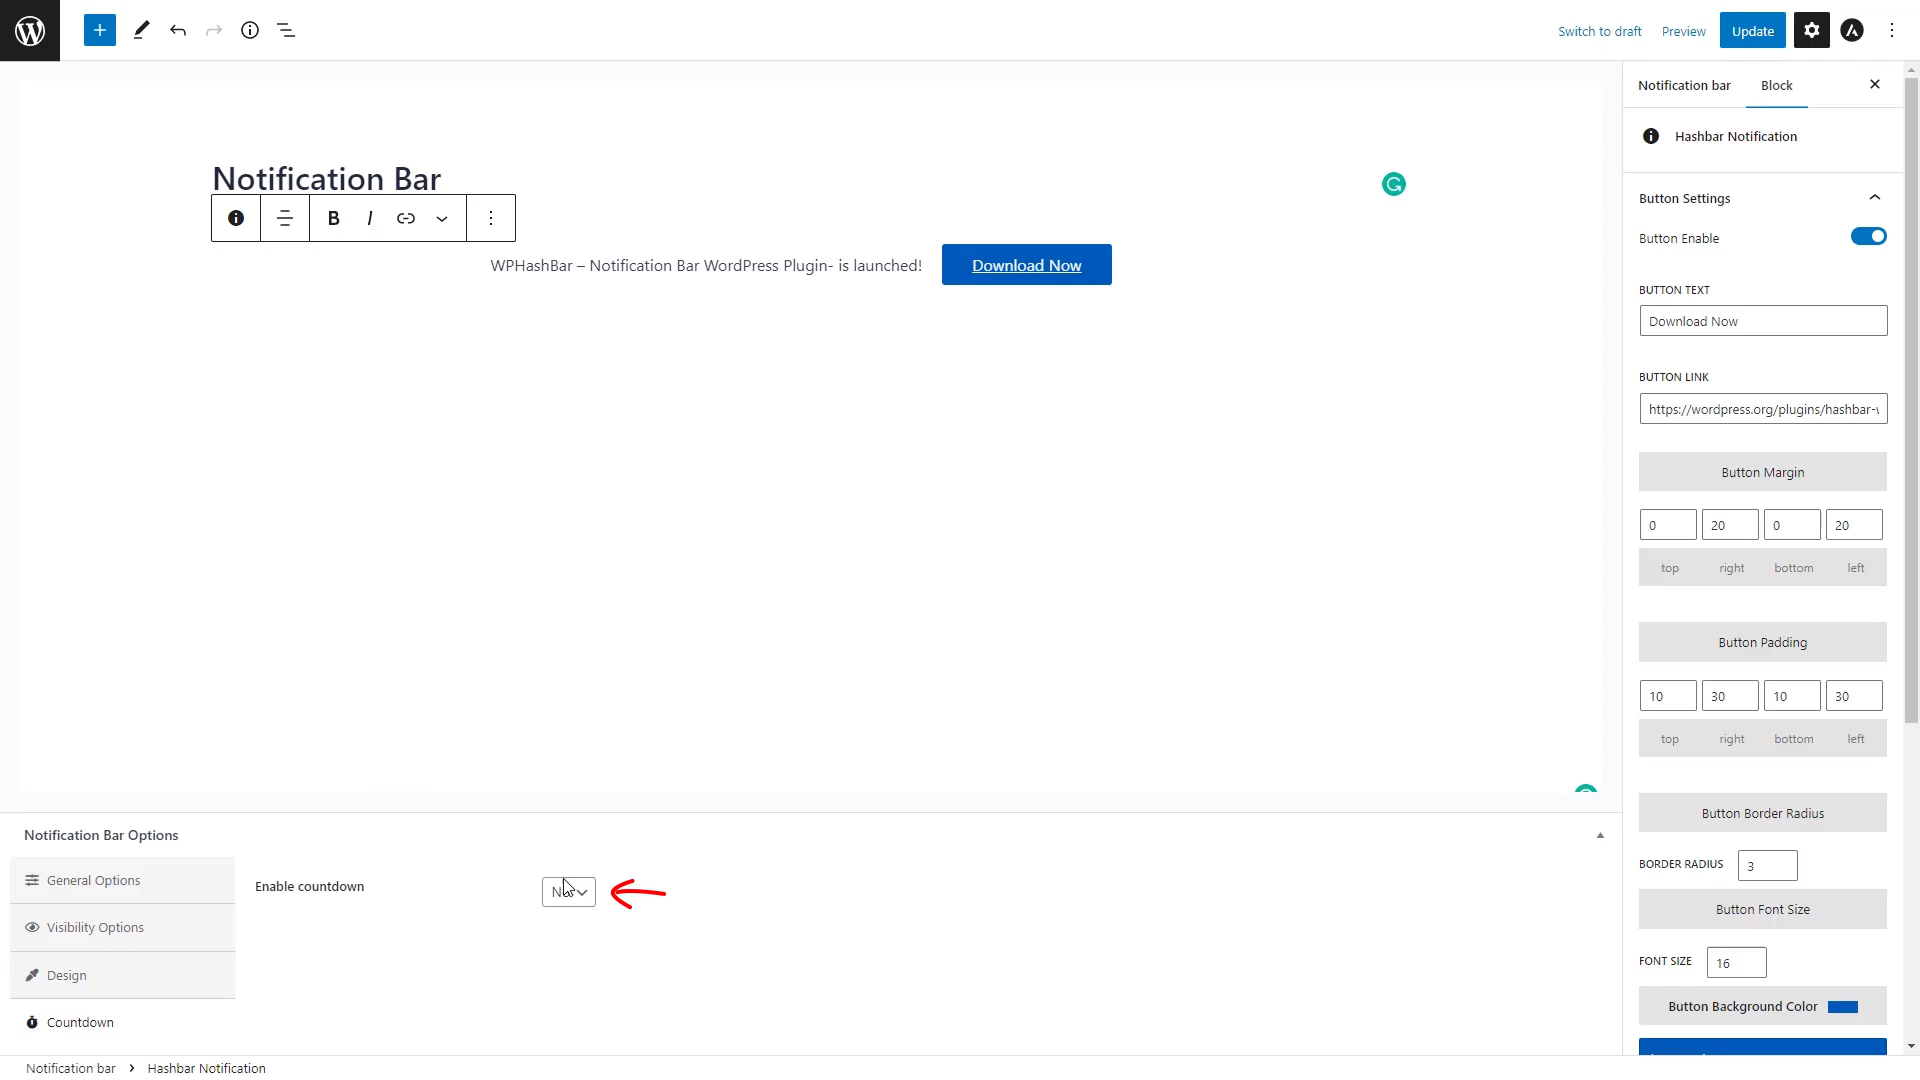 Switch to draft
Preview
Update
Notification bar
Block
Hashbar Notification
Notification Bar
B I
WPHashBar – Notification Bar WordPress Plugin- is launched!
Download Now
Button Settings
Button Enable
BUTTON TEXT
Download Now
BUTTON LINK
https://wordpress.org/plugins/hashbar-
Button Margin
0 20 0 20
top right bottom left
Button Padding
10 30 10 30
top right bottom left
Button Border Radius
BORDER RADIUS 3
Button Font Size
FONT SIZE 16
Button Background Color
Notification Bar Options
General Options
Visibility Options
Design
Countdown
Enable countdown
Notification bar > Hashbar Notification